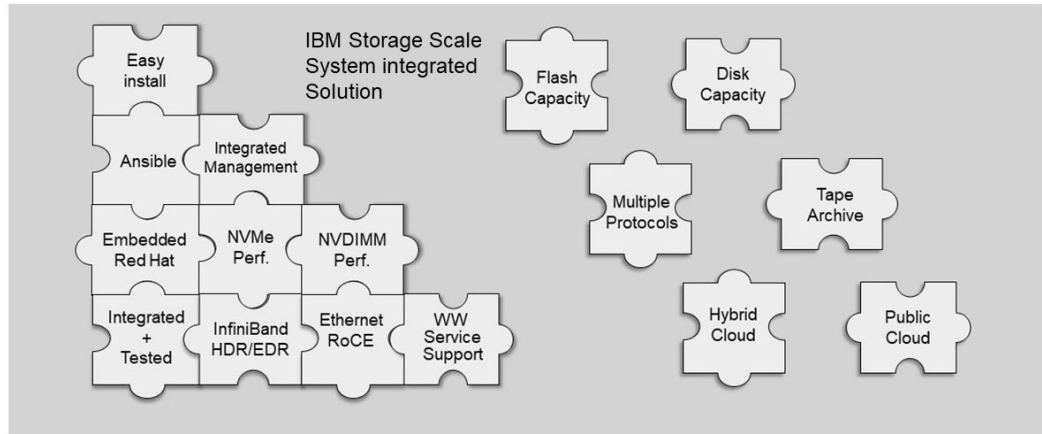 IBM Storage Scale
System integrated
Solution
Easy
install
Ansible
Integrated
Management
Embedded
Red Hat
NVMe
Perf.
NVDIMM
Perf.
Integrated
+
Tested
InfiniBand
HDR/EDR
Ethernet
RoCE
WW
Service
Support
Flash
Capacity
Disk
Capacity
Multiple
Protocols
Tape
Archive
Hybrid
Cloud
Public
Cloud